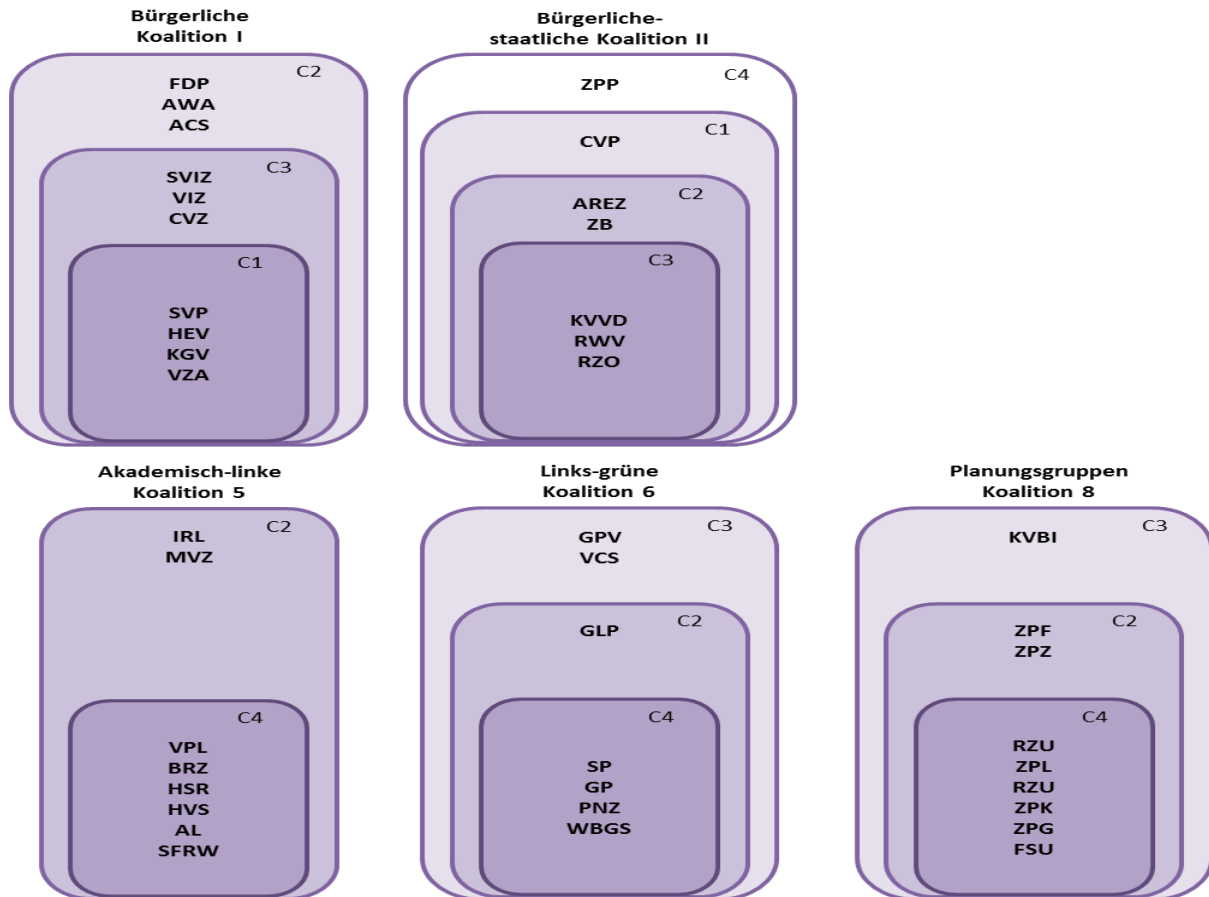 Bürgerliche
Koalition I
C2
FDP
AWA
ACS
C3
SVIZ
VIZ
CVZ
C1
SVP
HEV
KGV
VZA
Bürgerliche-
staatliche Koalition II
C4
ZPP
C1
CVP
C2
AREZ
ZB
C3
KVVD
RWV
RZO
Akademisch-linke
Koalition 5
C2
IRL
MVZ
C4
VPL
BRZ
HSR
HVS
AL
SFRW
Links-grüne
Koalition 6
C3
GPV
VCS
C2
GLP
C4
SP
GP
PNZ
WBGS
Planungsgruppen
Koalition 8
C3
KVBI
C2
ZPF
ZPZ
C4
RZU
ZPL
RZU
ZPK
ZPG
FSU